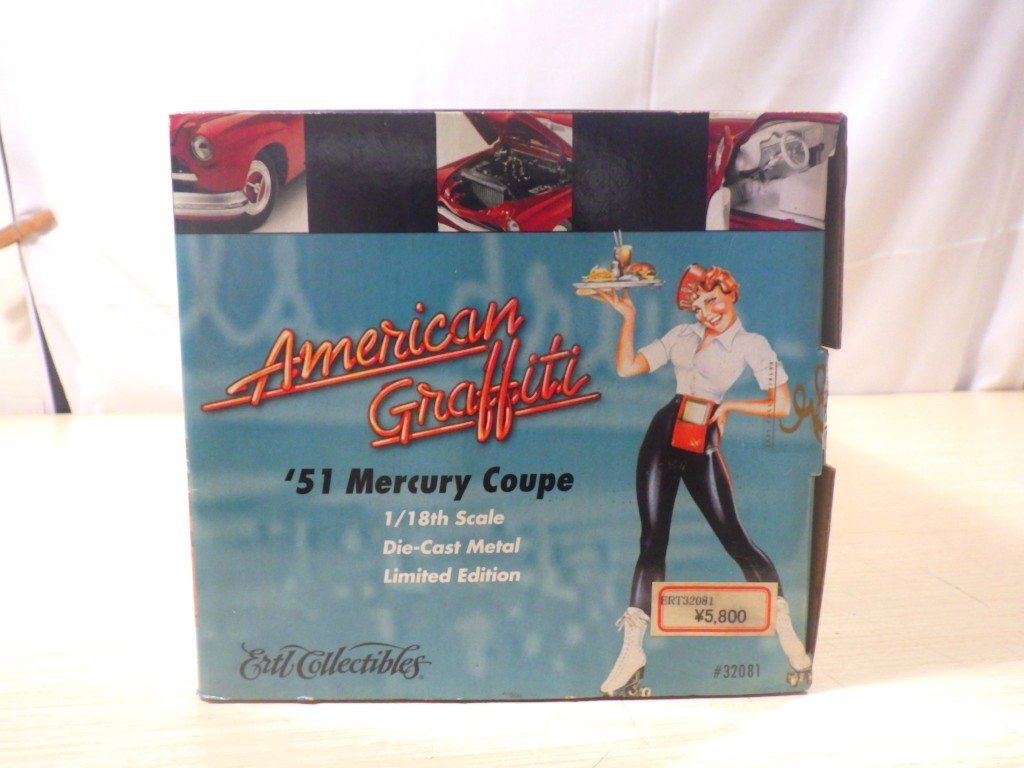 American
Graffiti
'51 Mercury Coupe
1/18th Scale
Die-Cast Metal
Limited Edition
ERT32081
¥5,800
Ertl Collectibles
#32081